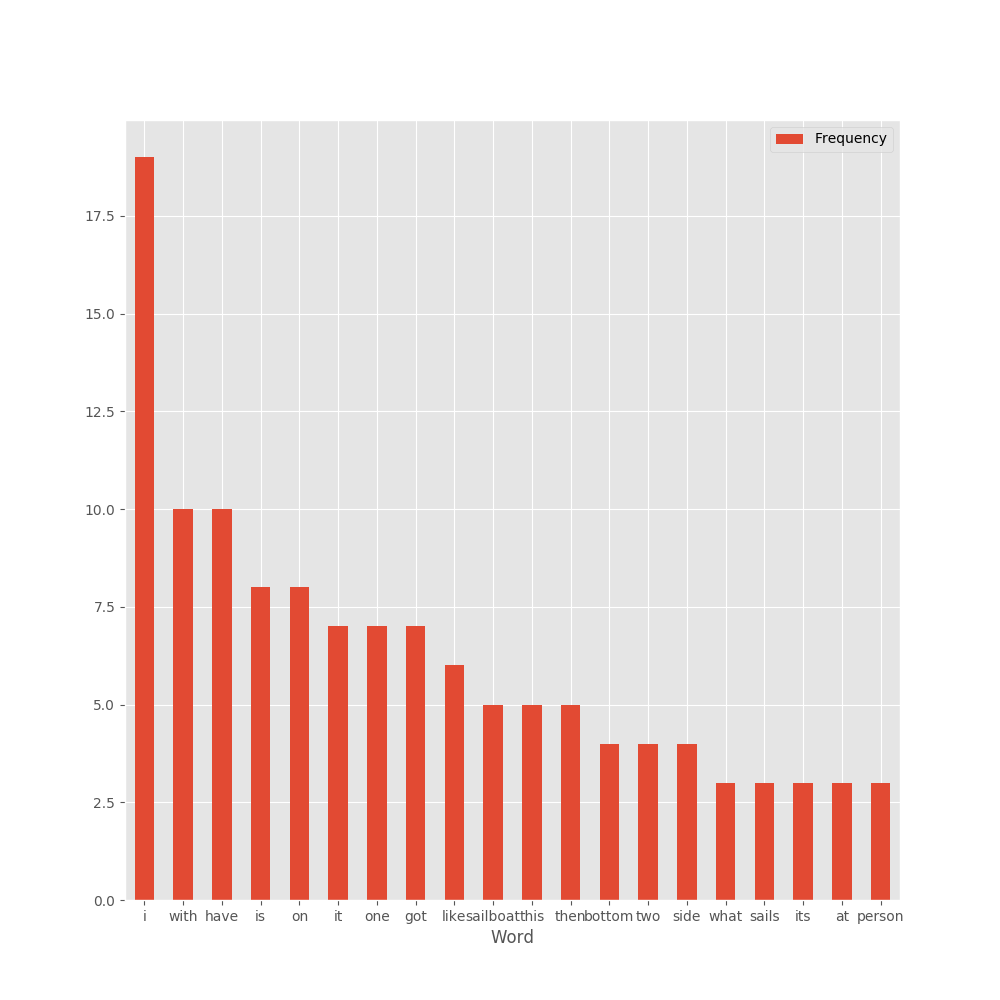 Frequency
17.5
15.0
12.5
10.0
7.5
5.0
2.5
0.0
i with have is on it one got like sailboat this then bottom two side what sails its at person
Word